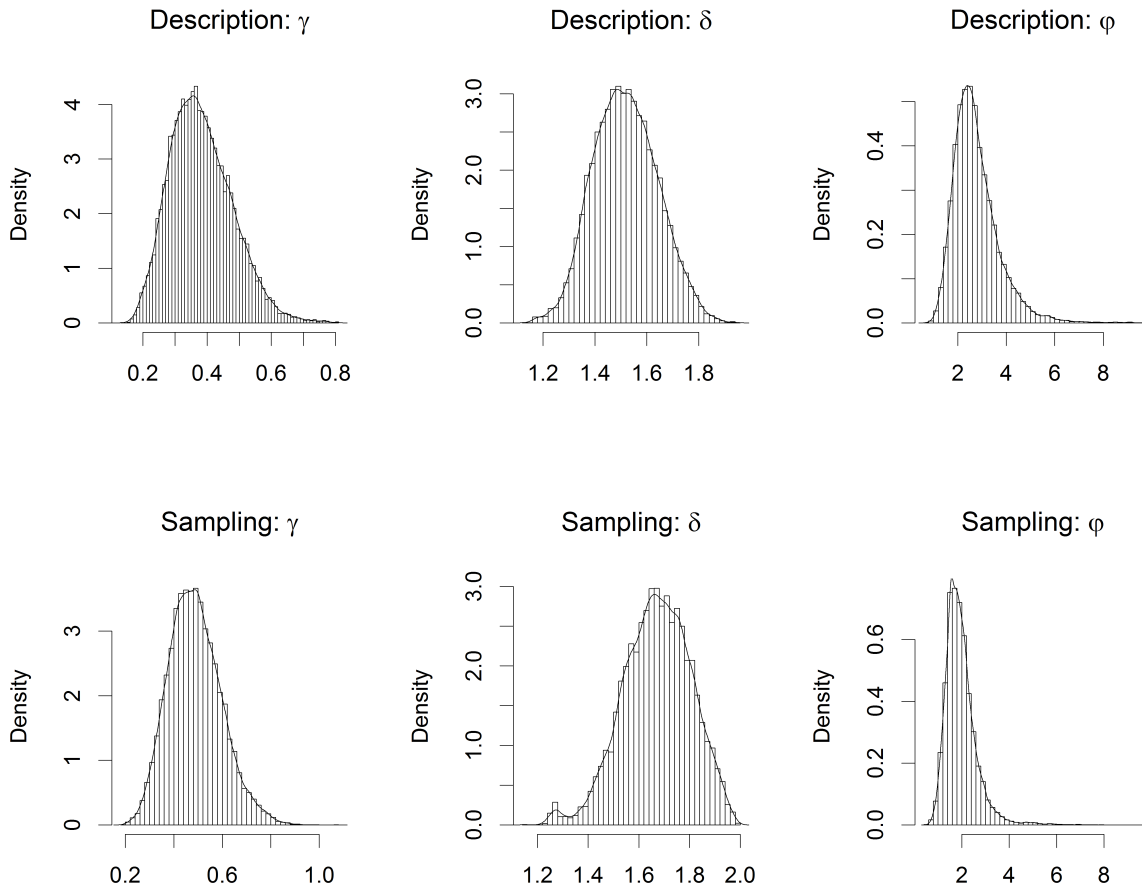 Description: γ
Description: δ
Description: φ
Density
0 1 2 3 4
0.2 0.4 0.6 0.8
Density
0.0 1.0 2.0 3.0
1.2 1.4 1.6 1.8
Density
0.0 0.2 0.4
2 4 6 8
Sampling: γ
Sampling: δ
Sampling: φ
Density
0 1 2 3
0.2 0.6 1.0
Density
0.0 1.0 2.0 3.0
1.2 1.4 1.6 1.8 2.0
Density
0.0 0.2 0.4 0.6
2 4 6 8